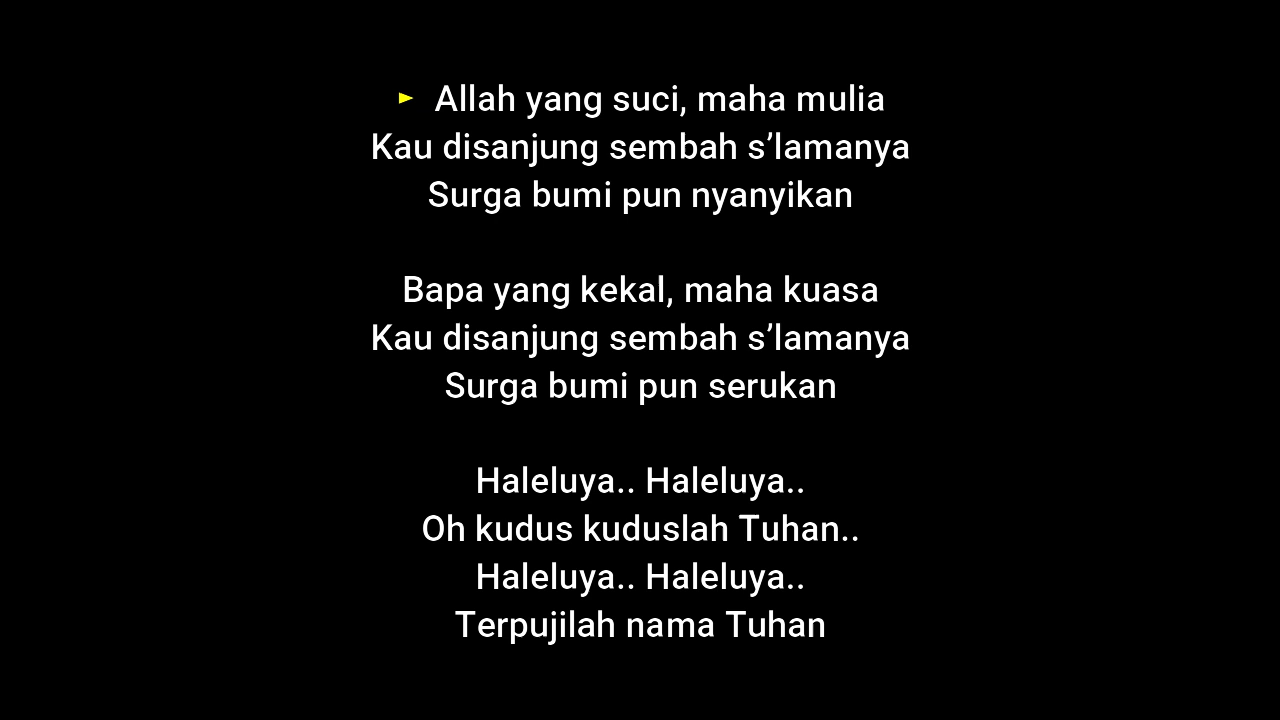 ► Allah yang suci, maha mulia
Kau disanjung sembah s’lamanya
Surga bumi pun nyanyikan
Bapa yang kekal, maha kuasa
Kau disanjung sembah s’lamanya
Surga bumi pun serukan
Haleluya.. Haleluya..
Oh kudus kuduslah Tuhan..
Haleluya.. Haleluya..
Terpujilah nama Tuhan